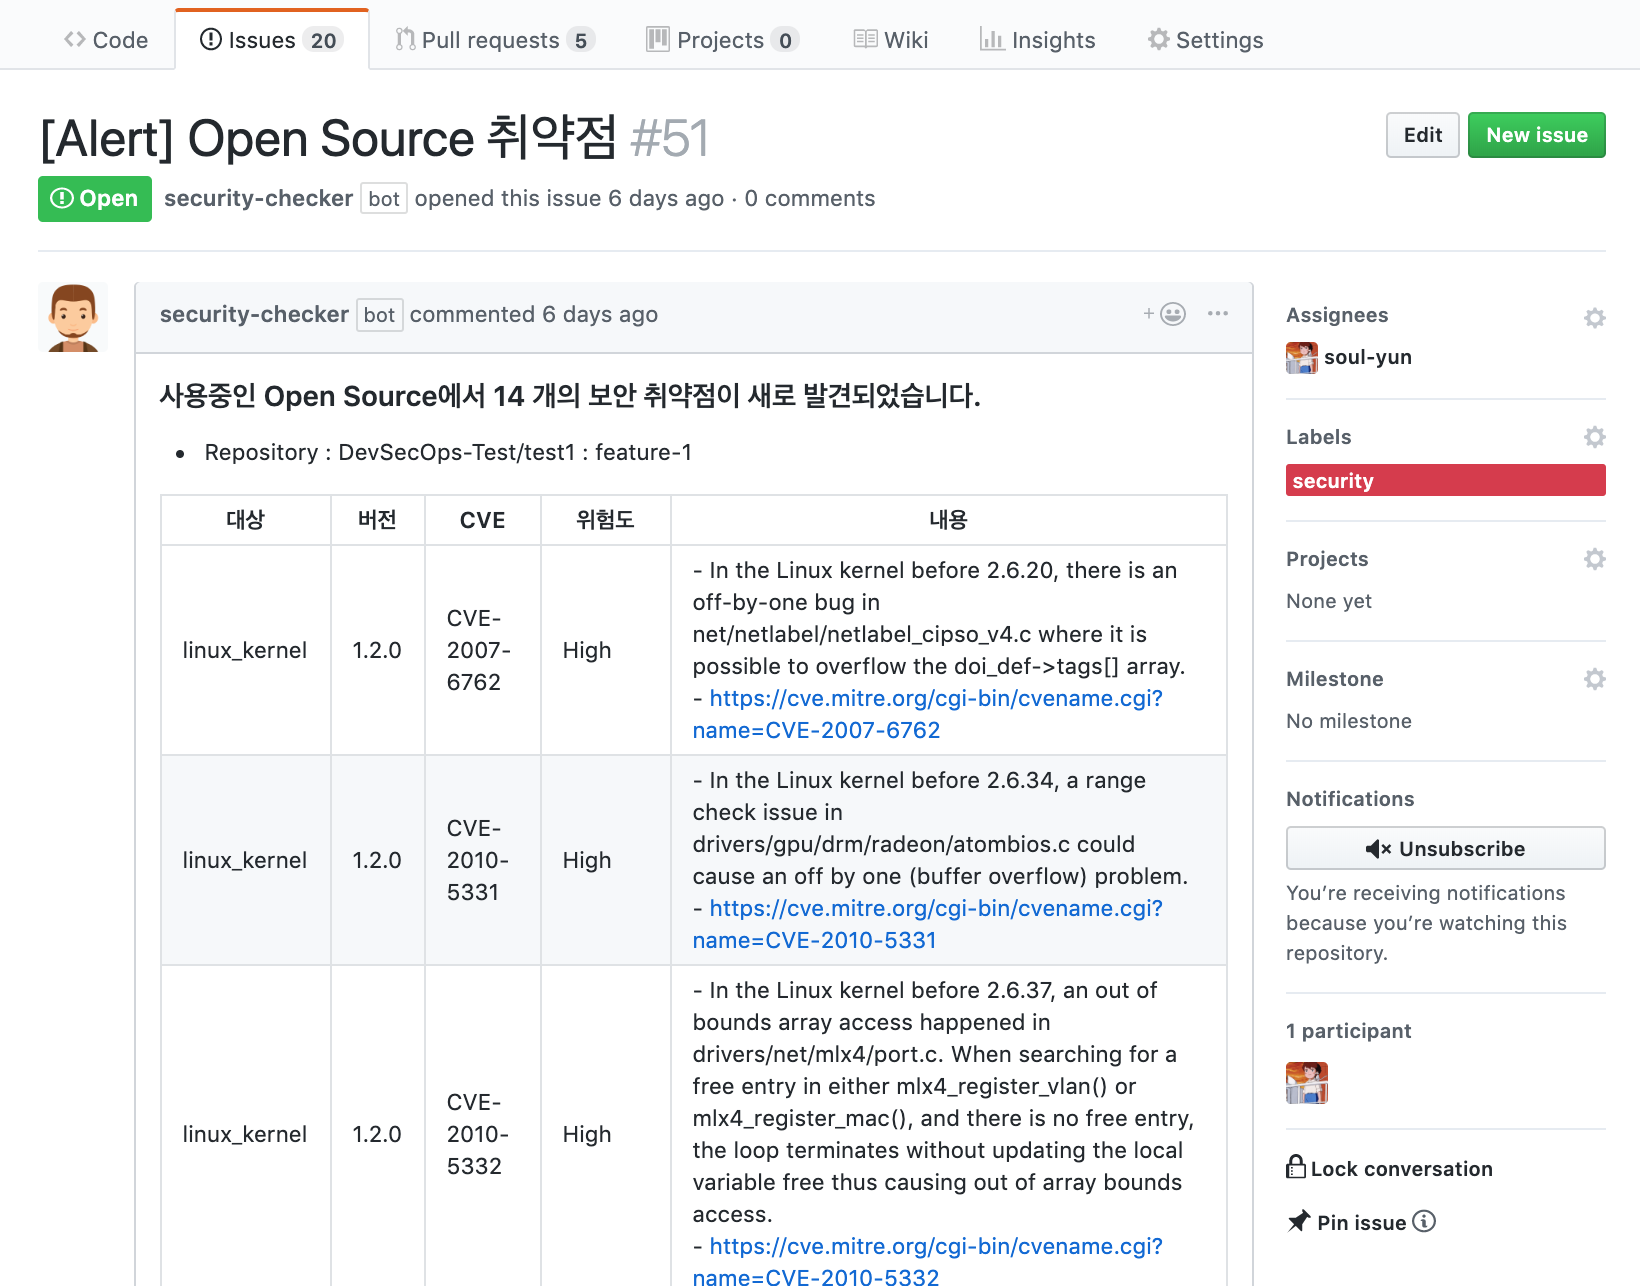 Code Issues 20 Pull requests 5 Projects 0 Wiki Insights Settings
[Alert] Open Source 취약점 #51
Edit New issue
Open security-checker bot opened this issue 6 days ago · 0 comments
security-checker bot commented 6 days ago
사용중인 Open Source에서 14 개의 보안 취약점이 새로 발견되었습니다.
• Repository : DevSecOps-Test/test1 : feature-1
대상 버전 CVE 위험도 내용
linux_kernel
1.2.0
CVE-
2007-
6762
High
- In the Linux kernel before 2.6.20, there is an
off-by-one bug in
net/netlabel/netlabel_cipso_v4.c where it is
possible to overflow the doi_def->tags[] array.
- https://cve.mitre.org/cgi-bin/cvename.cgi?
name=CVE-2007-6762
linux_kernel
1.2.0
CVE-
2010-
5331
High
- In the Linux kernel before 2.6.34, a range
check issue in
drivers/gpu/drm/radeon/atombios.c could
cause an off by one (buffer overflow) problem.
- https://cve.mitre.org/cgi-bin/cvename.cgi?
name=CVE-2010-5331
linux_kernel
1.2.0
CVE-
2010-
5332
High
- In the Linux kernel before 2.6.37, an out of
bounds array access happened in
drivers/net/mlx4/port.c. When searching for a
free entry in either mlx4_register_vlan() or
mlx4_register_mac(), and there is no free entry,
the loop terminates without updating the local
variable free thus causing out of array bounds
access.
- https://cve.mitre.org/cgi-bin/cvename.cgi?
name=CVE-2010-5332
Assignees
soul-yun
Labels
security
Projects
None yet
Milestone
No milestone
Notifications
Unsubscribe
You’re receiving notifications
because you’re watching this
repository.
1 participant
Lock conversation
Pin issue